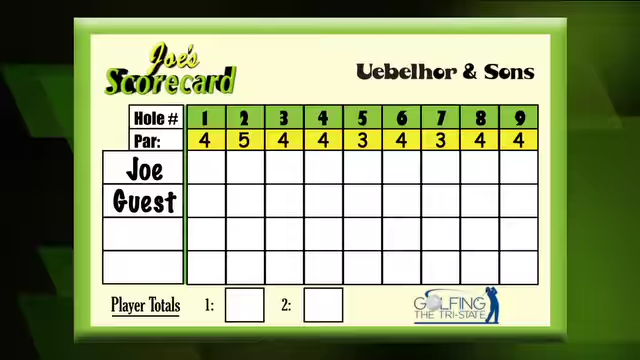 Joe's
Scorecard
Uebelhor & Sons
Hole # 1 2 3 4 5 6 7 8 9
Par: 4 5 4 4 3 4 3 4 4
Joe
Guest
Player Totals 1: 2:
GOLFING
THE TRI-STATE